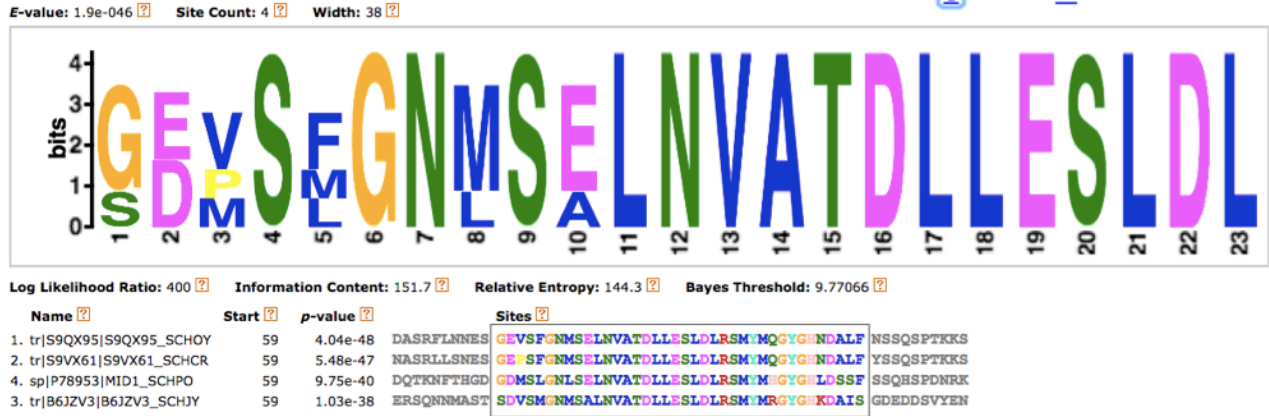 E-value: 1.9e-046 ? Site Count: 4 ? Width: 38 ?
bits
4
3
2
1
0
G S
E D
V P M
S
F M L
G
N
M L
S
E A
L
N
V
A
T
D
L
L
E
S
L
D
L
1 2 3 4 5 6 7 8 9 10 11 12 13 14 15 16 17 18 19 20 21 22 23
Log Likelihood Ratio: 400 ? Information Content: 151.7 ? Relative Entropy: 144.3 ? Bayes Threshold: 9.77066 ?
Name ? Start ? p-value ? Sites ?
1. tr|S9QX95|S9QX95_SCHOY 59 4.04e-48 DASRFLNNES GEVSFGNMSELNVATDLLESLDLRSMYMQGYGHNDALF NSSQSPTKKS
2. tr|S9VX61|S9VX61_SCHCR 59 5.48e-47 NASRLLSNES GEPSFGNMSELNVATDLLESLDLRSMYMQGYGHNDALF YSSQSPTKKS
4. sp|P78953|MID1_SCHPO 59 9.75e-40 DQTKNFTHGD GDMSLGNLSELNVATDLLESLDLRSMYMHGYGHLDSSF SSQHSPDNRK
3. tr|B6JZV3|B6JZV3_SCHJY 59 1.03e-38 ERSQNNMAST SDVSMGNMSALNVATDLLESLDLRSMYMRGYGHKDAIS GDEDDSVYEN